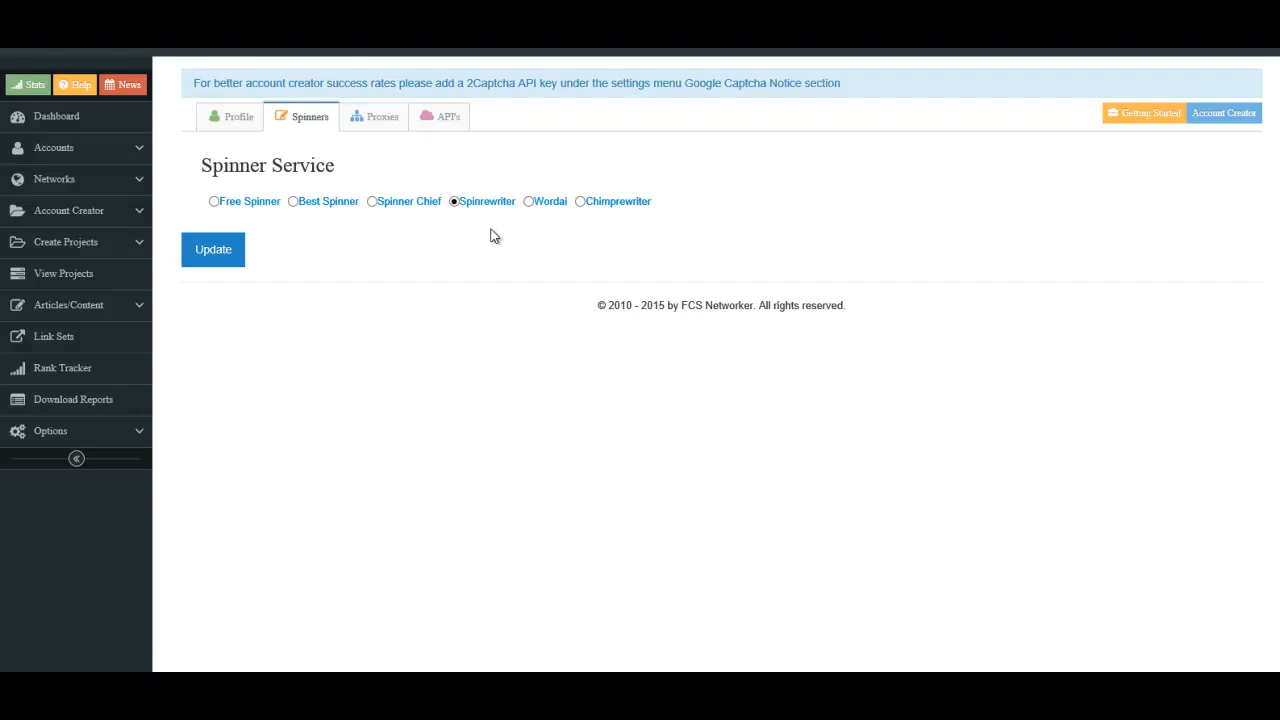 For better account creator success rates please add a 2Captcha API key under the settings menu Google Captcha Notice section
Stats Help News
Profile Spinners Proxies API's
Getting Started Account Creator
Dashboard
Accounts
Networks
Account Creator
Create Projects
View Projects
Articles/Content
Link Sets
Rank Tracker
Download Reports
Options
Spinner Service
Free Spinner Best Spinner Spinner Chief Spinrewriter Wordai Chimprewriter
Update
© 2010 - 2015 by FCS Networker. All rights reserved.